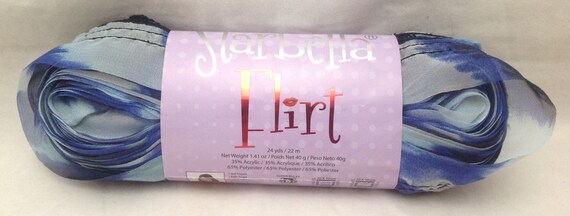 Starbella®
Flirt
24 yds / 22 m
Net Weight 1.41 oz / Poids Net 40 g / Peso Neto 40g
35% Acrylic / 35% Acrylique / 35% Acrílico
65% Polyester / 65% Polyester / 65% Poliéster